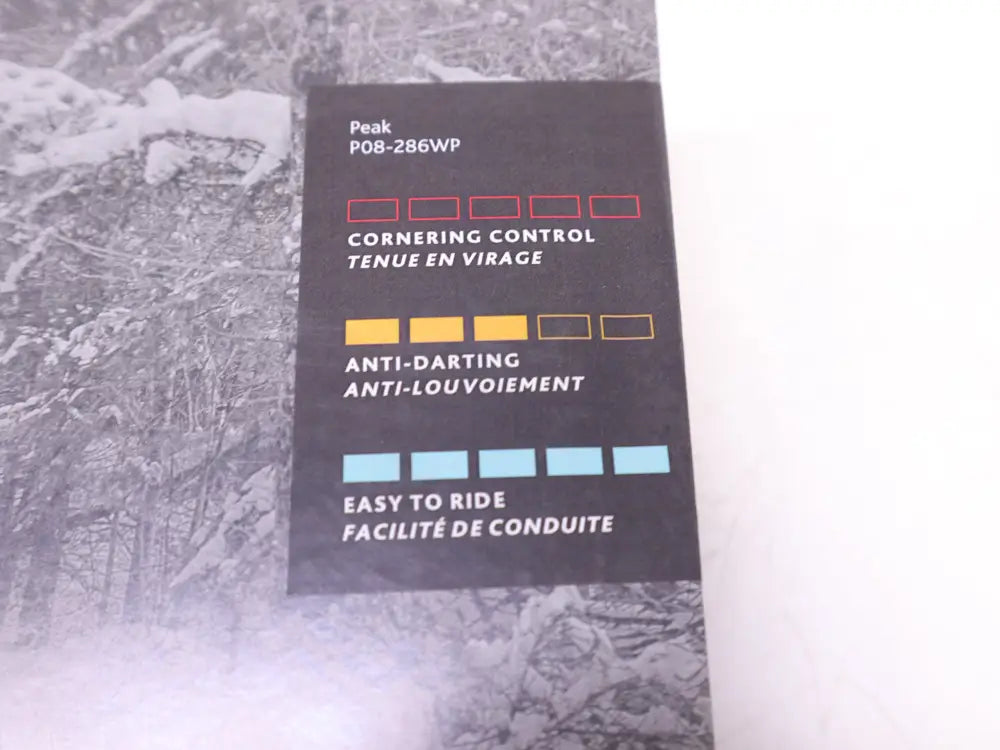 Peak
P08-286WP
CORNERING CONTROL
TENUE EN VIRAGE
ANTI-DARTING
ANTI-LOUVOIEMENT
EASY TO RIDE
FACILITÉ DE CONDUITE